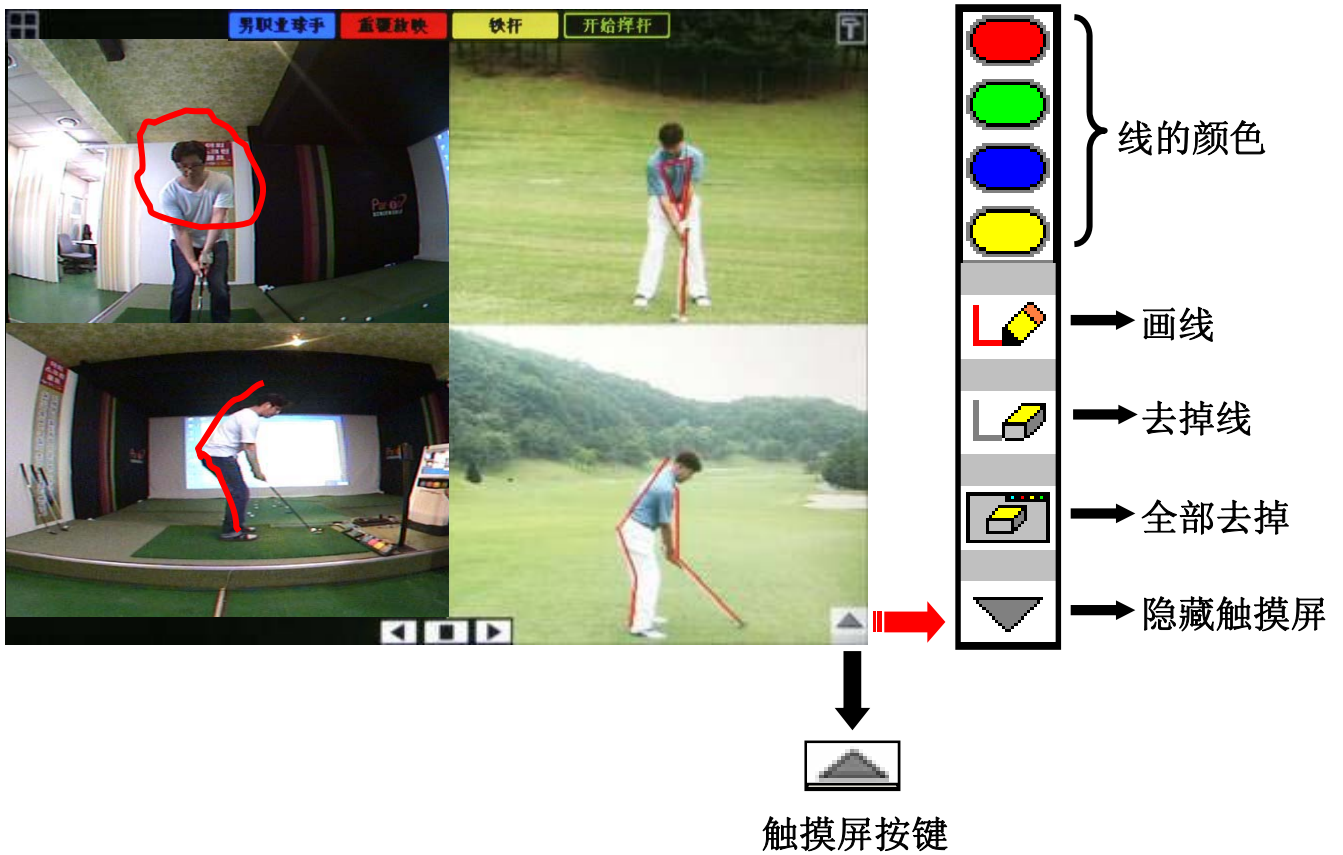 男职业球手 重覆放映 铁杆 开始挥杆
线的颜色
画线
去掉线
全部去掉
隐藏触摸屏
触摸屏按键